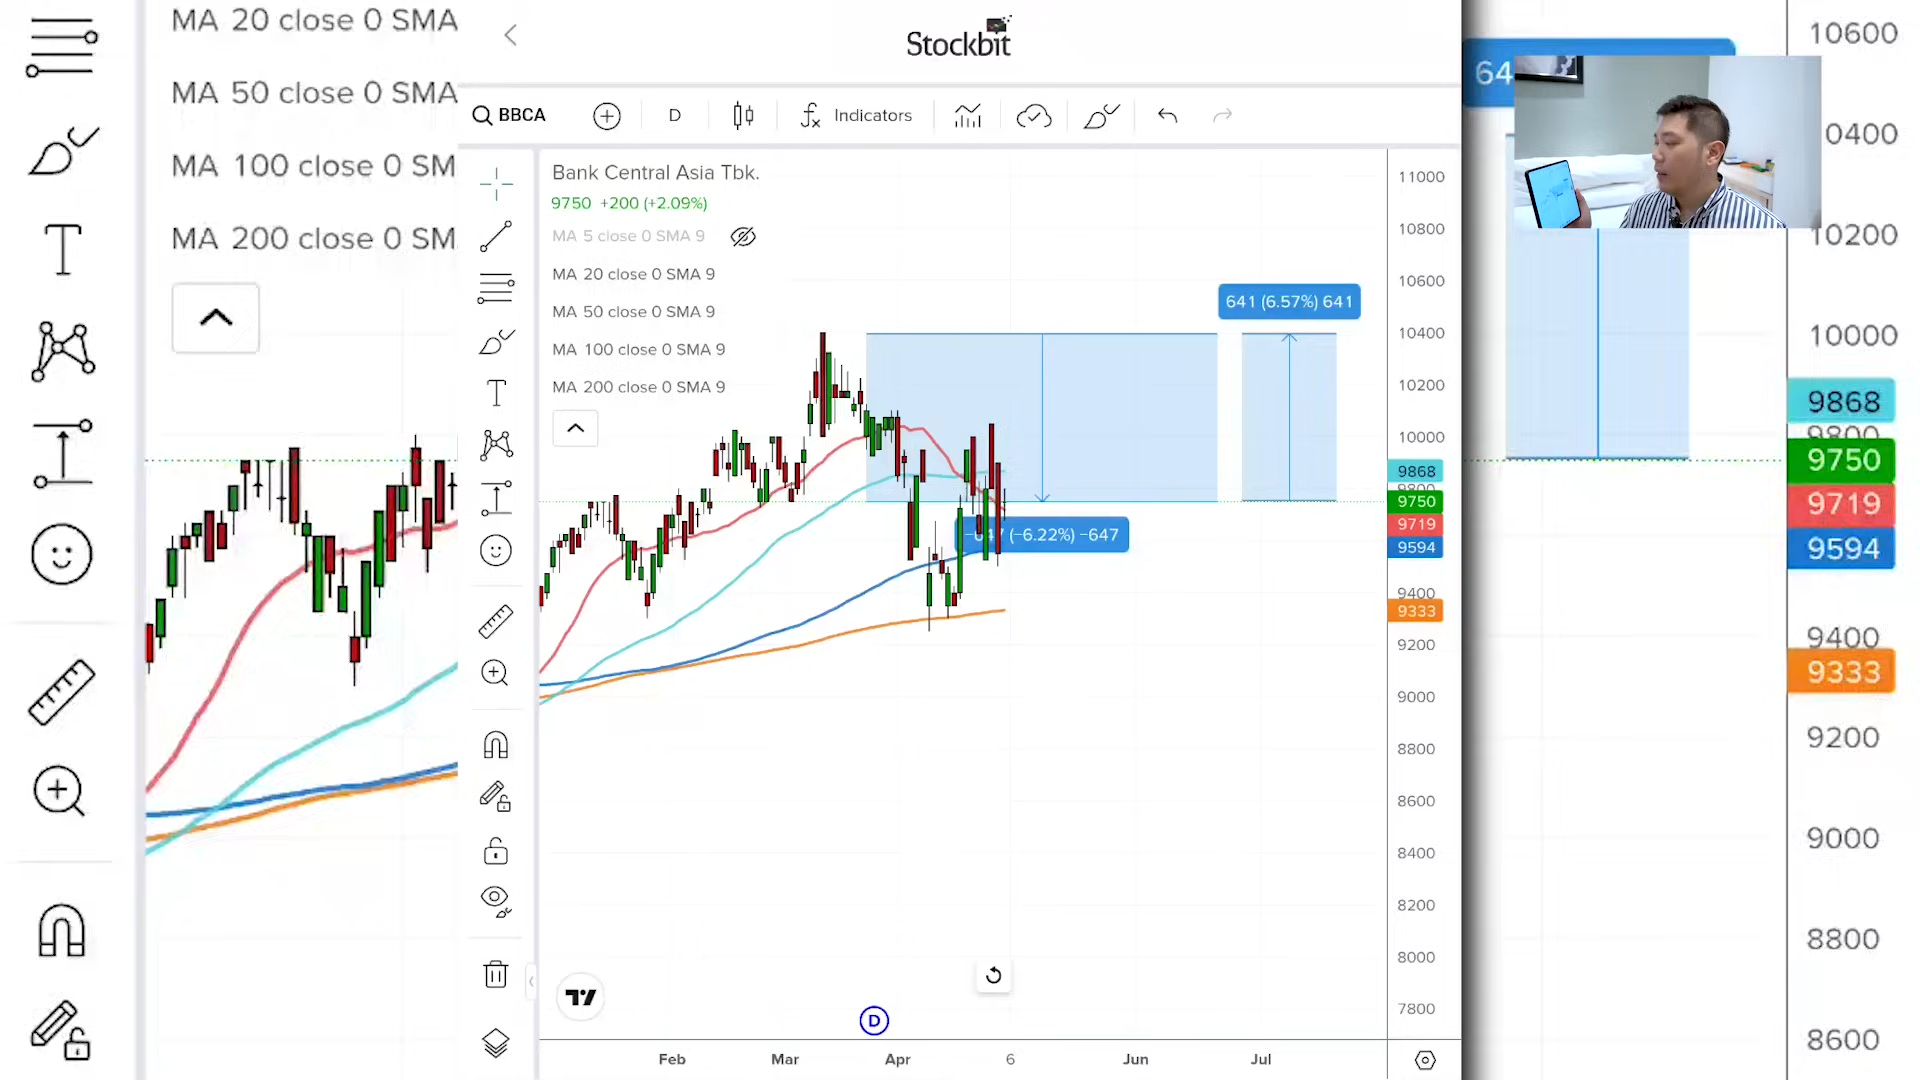 MA 20 close 0 SMA
MA 50 close 0 SMA
MA 100 close 0 SM
MA 200 close 0 SM
Stockbit
BBCA
D
Indicators
Bank Central Asia Tbk.
9750 +200 (+2.09%)
MA 5 close 0 SMA 9
MA 20 close 0 SMA 9
MA 50 close 0 SMA 9
MA 100 close 0 SMA 9
MA 200 close 0 SMA 9
641 (6.57%) 641
(−6.22%) −647
11000
10800
10600
10400
10200
10000
9868
9800
9750
9719
9594
9400
9333
9200
9000
8800
8600
8400
8200
8000
7800
D
Feb
Mar
Apr
6
Jun
Jul
64
10600
0400
10200
10000
9868
9800
9750
9719
9594
9400
9333
9200
9000
8800
8600